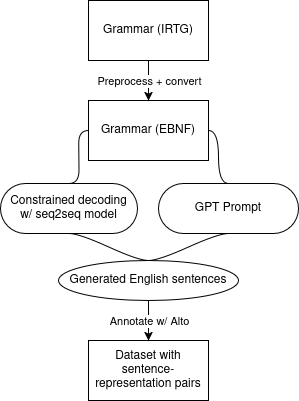 Grammar (IRTG)
Preprocess + convert
Grammar (EBNF)
Constrained decoding
w/ seq2seq model
GPT Prompt
Generated English sentences
Annotate w/ Alto
Dataset with
sentence-
representation pairs